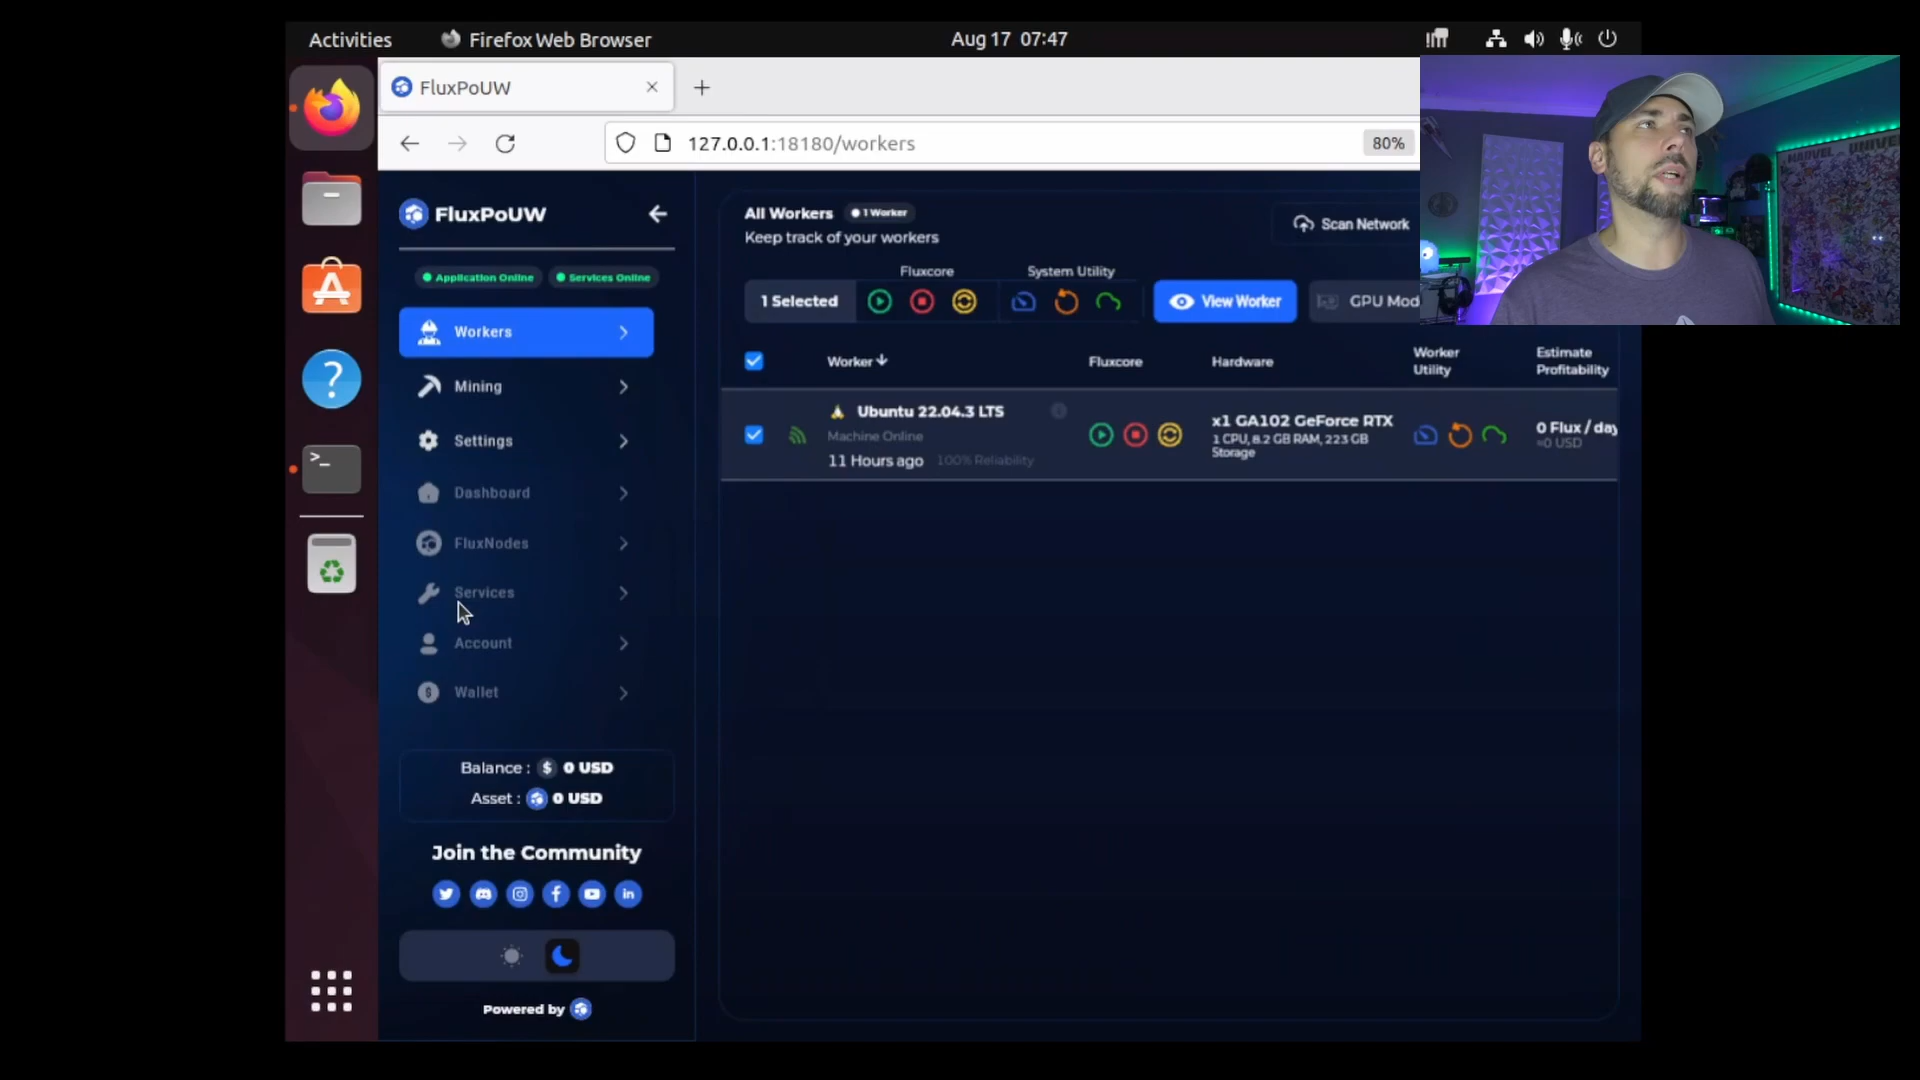 Activities
Firefox Web Browser
Aug 17 07:47
FluxPoUW
127.0.0.1:18180/workers
80%
FluxPoUW
Application Online
Services Online
Workers
Mining
Settings
Dashboard
FluxNodes
Services
Account
Wallet
Balance : $ 0 USD
Asset : 0 USD
Join the Community
Powered by
All Workers
1 Worker
Keep track of your workers
Scan Network
Fluxcore
System Utility
1 Selected
View Worker
GPU Mod
Worker
Fluxcore
Hardware
Worker Utility
Estimate Profitability
Ubuntu 22.04.3 LTS
Machine Online
11 Hours ago
100% Reliability
x1 GA102 GeForce RTX
1 CPU, 8.2 GB RAM, 223 GB
Storage
0 Flux / day
≈0 USD
MARVEL UNIVE